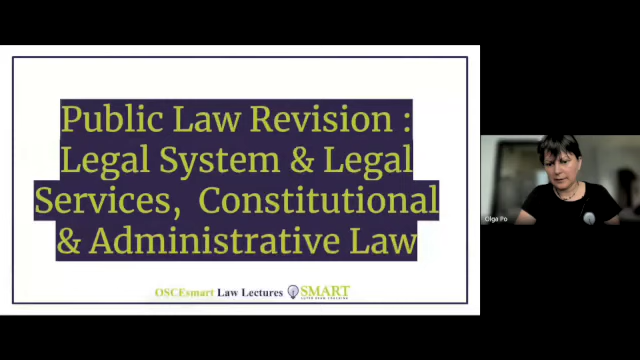 Public Law Revision :
Legal System & Legal
Services, Constitutional
& Administrative Law
OSCEsmart Law Lectures SMART
Olga Po